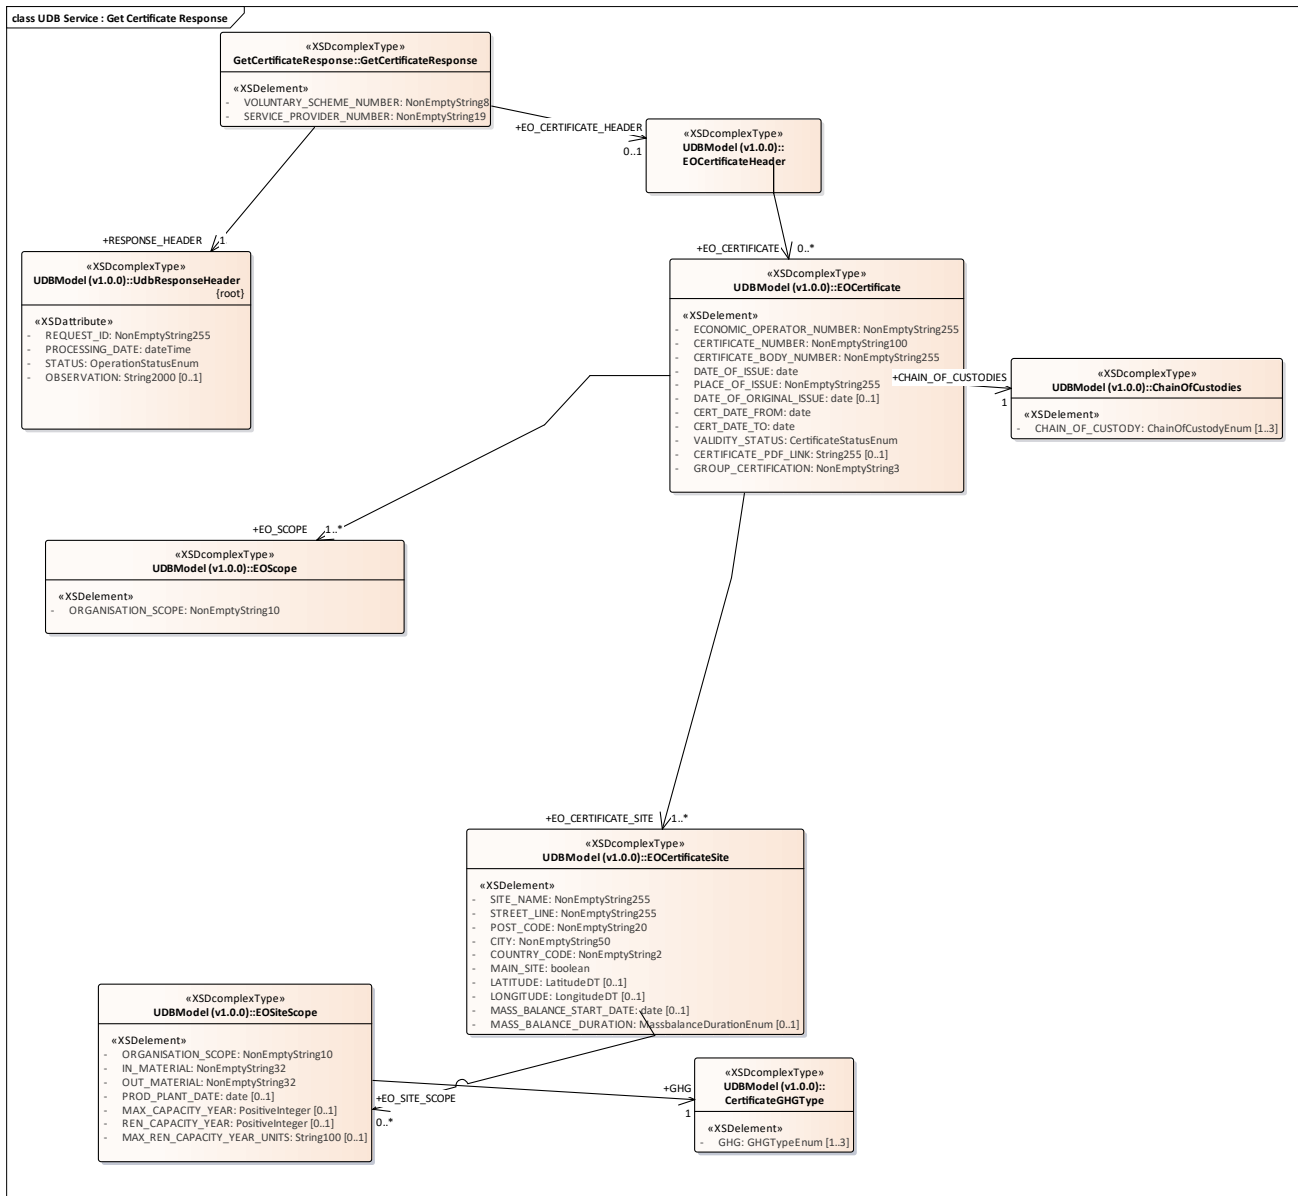 class UDB Service : Get Certificate Response
«XSDcomplexType»
GetCertificateResponse::GetCertificateResponse
«XSDelement»
- VOLUNTARY_SCHEME_NUMBER: NonEmptyString8
- SERVICE_PROVIDER_NUMBER: NonEmptyString19
+EO_CERTIFICATE_HEADER
0..1
«XSDcomplexType»
UDBModel (v1.0.0)::
EOCertificateHeader
+RESPONSE_HEADER
1
«XSDcomplexType»
UDBModel (v1.0.0)::UdbResponseHeader
{root}
«XSDattribute»
- REQUEST_ID: NonEmptyString255
- PROCESSING_DATE: dateTime
- STATUS: OperationStatusEnum
- OBSERVATION: String2000 [0..1]
+EO_CERTIFICATE
0..*
«XSDcomplexType»
UDBModel (v1.0.0)::EOCertificate
«XSDelement»
- ECONOMIC_OPERATOR_NUMBER: NonEmptyString255
- CERTIFICATE_NUMBER: NonEmptyString100
- CERTIFICATE_BODY_NUMBER: NonEmptyString255
- DATE_OF_ISSUE: date
- PLACE_OF_ISSUE: NonEmptyString255
- DATE_OF_ORIGINAL_ISSUE: date [0..1]
- CERT_DATE_FROM: date
- CERT_DATE_TO: date
- VALIDITY_STATUS: CertificateStatusEnum
- CERTIFICATE_PDF_LINK: String255 [0..1]
- GROUP_CERTIFICATION: NonEmptyString3
+CHAIN_OF_CUSTODIES
1
«XSDcomplexType»
UDBModel (v1.0.0)::ChainOfCustodies
«XSDelement»
- CHAIN_OF_CUSTODY: ChainOfCustodyEnum [1..3]
+EO_SCOPE
1..*
«XSDcomplexType»
UDBModel (v1.0.0)::EOScope
«XSDelement»
- ORGANISATION_SCOPE: NonEmptyString10
+EO_CERTIFICATE_SITE
1..*
«XSDcomplexType»
UDBModel (v1.0.0)::EOCertificateSite
«XSDelement»
- SITE_NAME: NonEmptyString255
- STREET_LINE: NonEmptyString255
- POST_CODE: NonEmptyString20
- CITY: NonEmptyString50
- COUNTRY_CODE: NonEmptyString2
- MAIN_SITE: boolean
- LATITUDE: LatitudeDT [0..1]
- LONGITUDE: LongitudeDT [0..1]
- MASS_BALANCE_START_DATE: date [0..1]
- MASS_BALANCE_DURATION: MassbalanceDurationEnum [0..1]
«XSDcomplexType»
UDBModel (v1.0.0)::EOSiteScope
«XSDelement»
- ORGANISATION_SCOPE: NonEmptyString10
- IN_MATERIAL: NonEmptyString32
- OUT_MATERIAL: NonEmptyString32
- PROD_PLANT_DATE: date [0..1]
- MAX_CAPACITY_YEAR: PositiveInteger [0..1]
- REN_CAPACITY_YEAR: PositiveInteger [0..1]
- MAX_REN_CAPACITY_YEAR_UNITS: String100 [0..1]
+EO_SITE_SCOPE
0..*
+GHG
1
«XSDcomplexType»
UDBModel (v1.0.0)::
CertificateGHGType
«XSDelement»
- GHG: GHGTypeEnum [1..3]